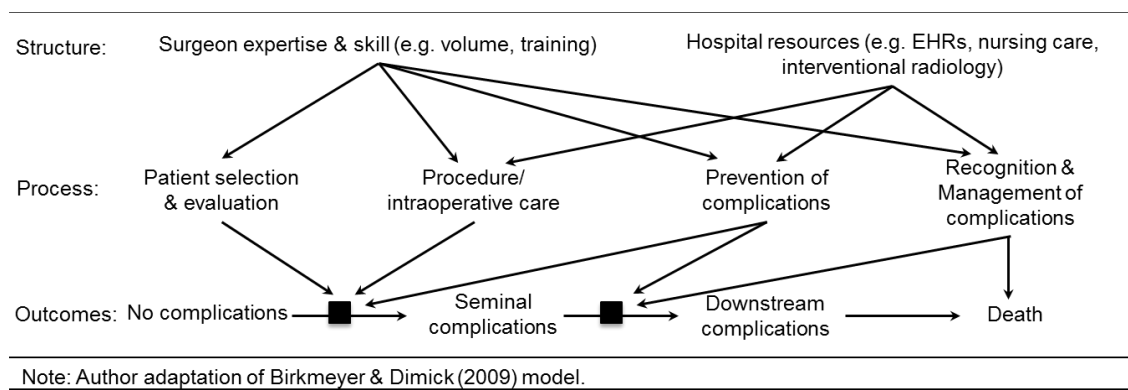 Structure:
Surgeon expertise & skill (e.g. volume, training)
Hospital resources (e.g. EHRs, nursing care,
interventional radiology)
Process:
Patient selection
& evaluation
Procedure/
intraoperative care
Prevention of
complications
Recognition &
Management of
complications
Outcomes:
No complications
Seminal
complications
Downstream
complications
Death
Note: Author adaptation of Birkmeyer & Dimick (2009) model.